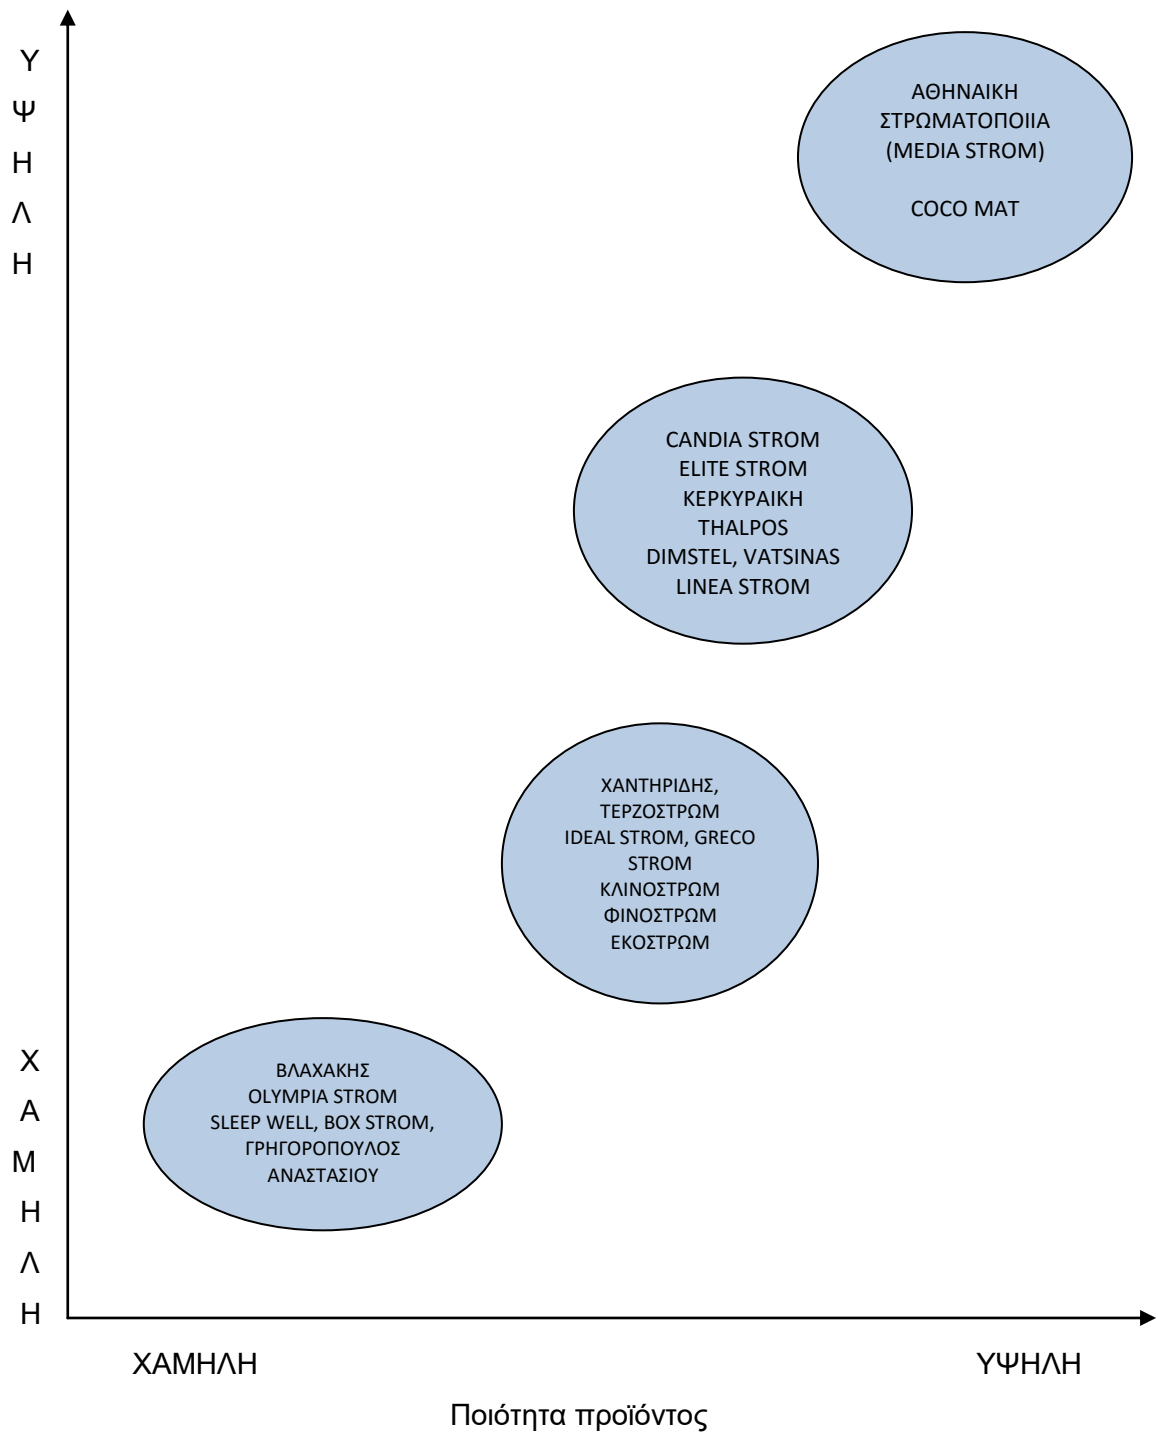 ΥΨΗΛΗ
ΑΘΗΝΑΙΚΗ
ΣΤΡΩΜΑΤΟΠΟΙΙΑ
(MEDIA STROM)
COCO MAT
CANDIA STROM
ELITE STROM
ΚΕΡΚΥΡΑΙΚΗ
THALPOS
DIMSTEL, VATSINAS
LINEA STROM
ΧΑΝΤΗΡΙΔΗΣ,
ΤΕΡΖΟΣΤΡΩΜ
IDEAL STROM, GRECO
STROM
ΚΛΙΝΟΣΤΡΩΜ
ΦΙΝΟΣΤΡΩΜ
ΕΚΟΣΤΡΩΜ
ΧΑΜΗΛΗ
ΒΛΑΧΑΚΗΣ
OLYMPIA STROM
SLEEP WELL, BOX STROM,
ΓΡΗΓΟΡΟΠΟΥΛΟΣ
ΑΝΑΣΤΑΣΙΟΥ
ΧΑΜΗΛΗ
ΥΨΗΛΗ
Ποιότητα προϊόντος